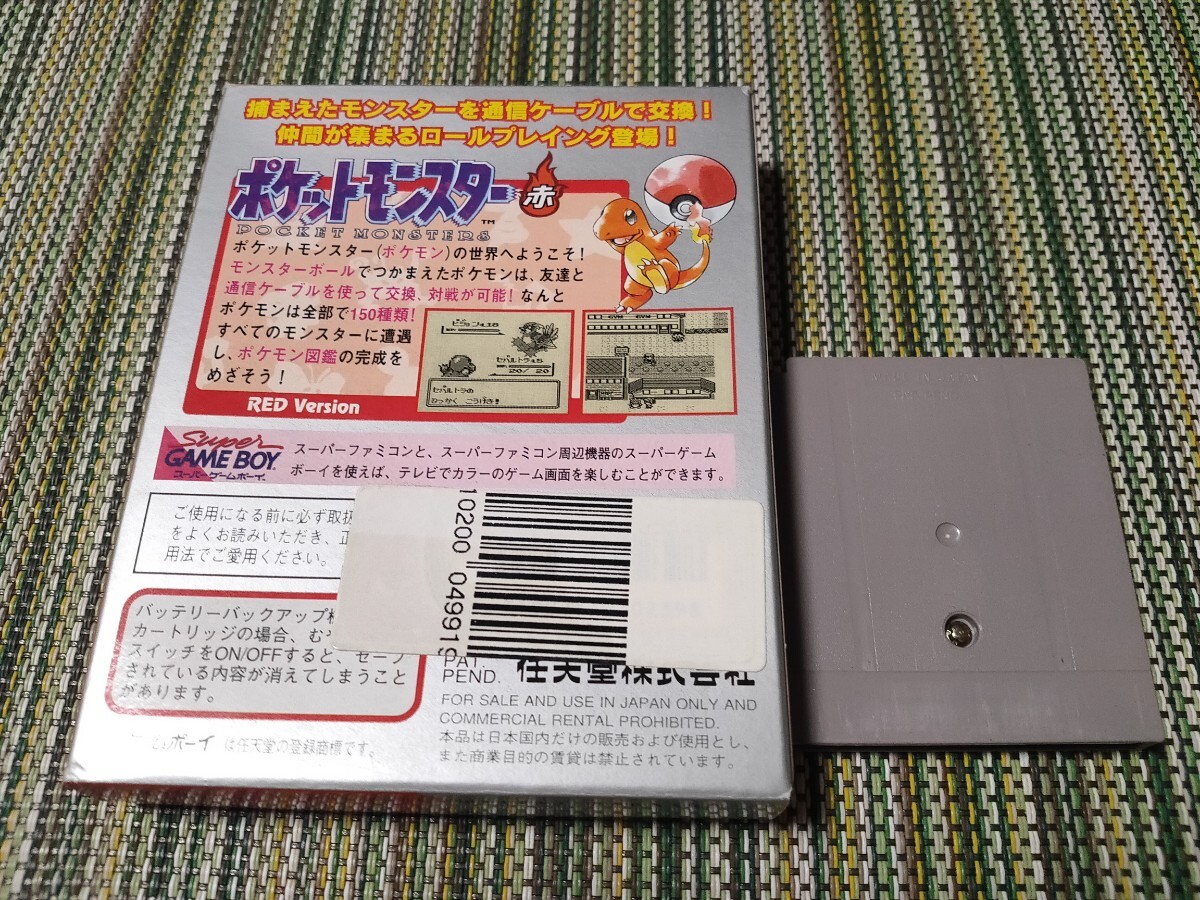 捕まえたモンスターを通信ケーブルで交換!
仲間が集まるロールプレイング登場!
ポケットモンスター 赤
TM
POCKET MONSTERS
ポケットモンスター(ポケモン)の世界へようこそ!
モンスターボールでつかまえたポケモンは、友達と
通信ケーブルを使って交換、対戦が可能! なんと
ポケモンは全部で150種類!
すべてのモンスターに遭遇
し、ポケモン図鑑の完成を
めざそう!
RED Version
20/ 20
GYM
GYM
Super
GAME BOY
スーパーゲームボーイ
スーパーファミコンと、スーパーファミコン周辺機器のスーパーゲーム
ボーイを使えば、テレビでカラーのゲーム画面を楽しむことができます。
ご使用になる前に必ず取扱
をよくお読みいただき、正
用法でご愛用ください。
10200 049919
バッテリーバックアップ
カートリッジの場合、む
スイッチをON/OFFすると、セーブ
されている内容が消えてしまうこと
があります。
PAT.
PEND.
任天堂株式会社
FOR SALE AND USE IN JAPAN ONLY AND
COMMERCIAL RENTAL PROHIBITED.
本品は日本国内だけの販売および使用とし、
また商業目的の賃貸は禁止されています。
ボーイ は任天堂の登録商標です。